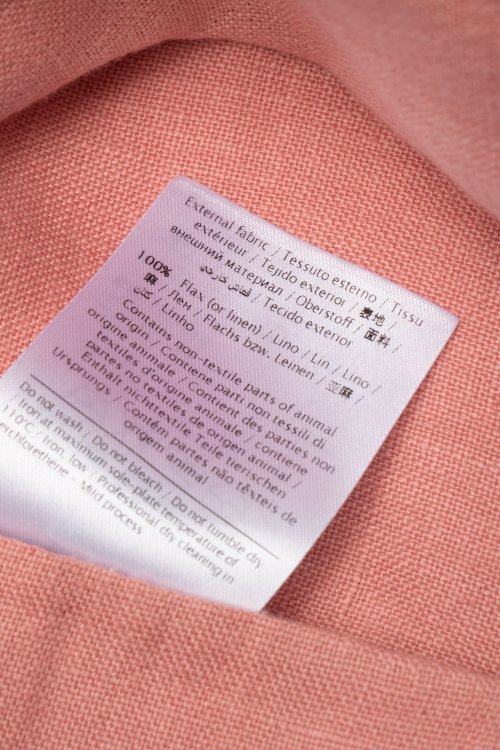 External fabric / Tessuto esterno / Tissu
extérieur / Tejido exterior / 表地 /
внешний материал / Oberstoff / 面料 /
قماش خارجي / Tecido exterior
100% Flax (or linen) / Lino / Lin / Lino /
麻 / Лен / Flachs bzw. Leinen / 亚麻 /
كتان / Linho
Contains non-textile parts of animal
origin / Contiene parti non tessili di
origine animale / Contient des parties non
textiles d'origine animale / contiene
partes no textiles de origen animal /
Enthält nichttextile Teile tierischen
Ursprungs / Contém partes não têxteis de
origem animal
Do not wash / Do not bleach / Do not tumble dry
/ Iron at maximum sole-plate temperature of
110°C / Iron, low / Professional dry cleaning in
erchlorethene - Mild process